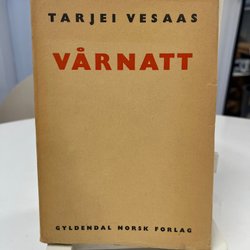 TARJEI VESAAS
VÅRNATT
GYLDENDAL NORSK FORLAG